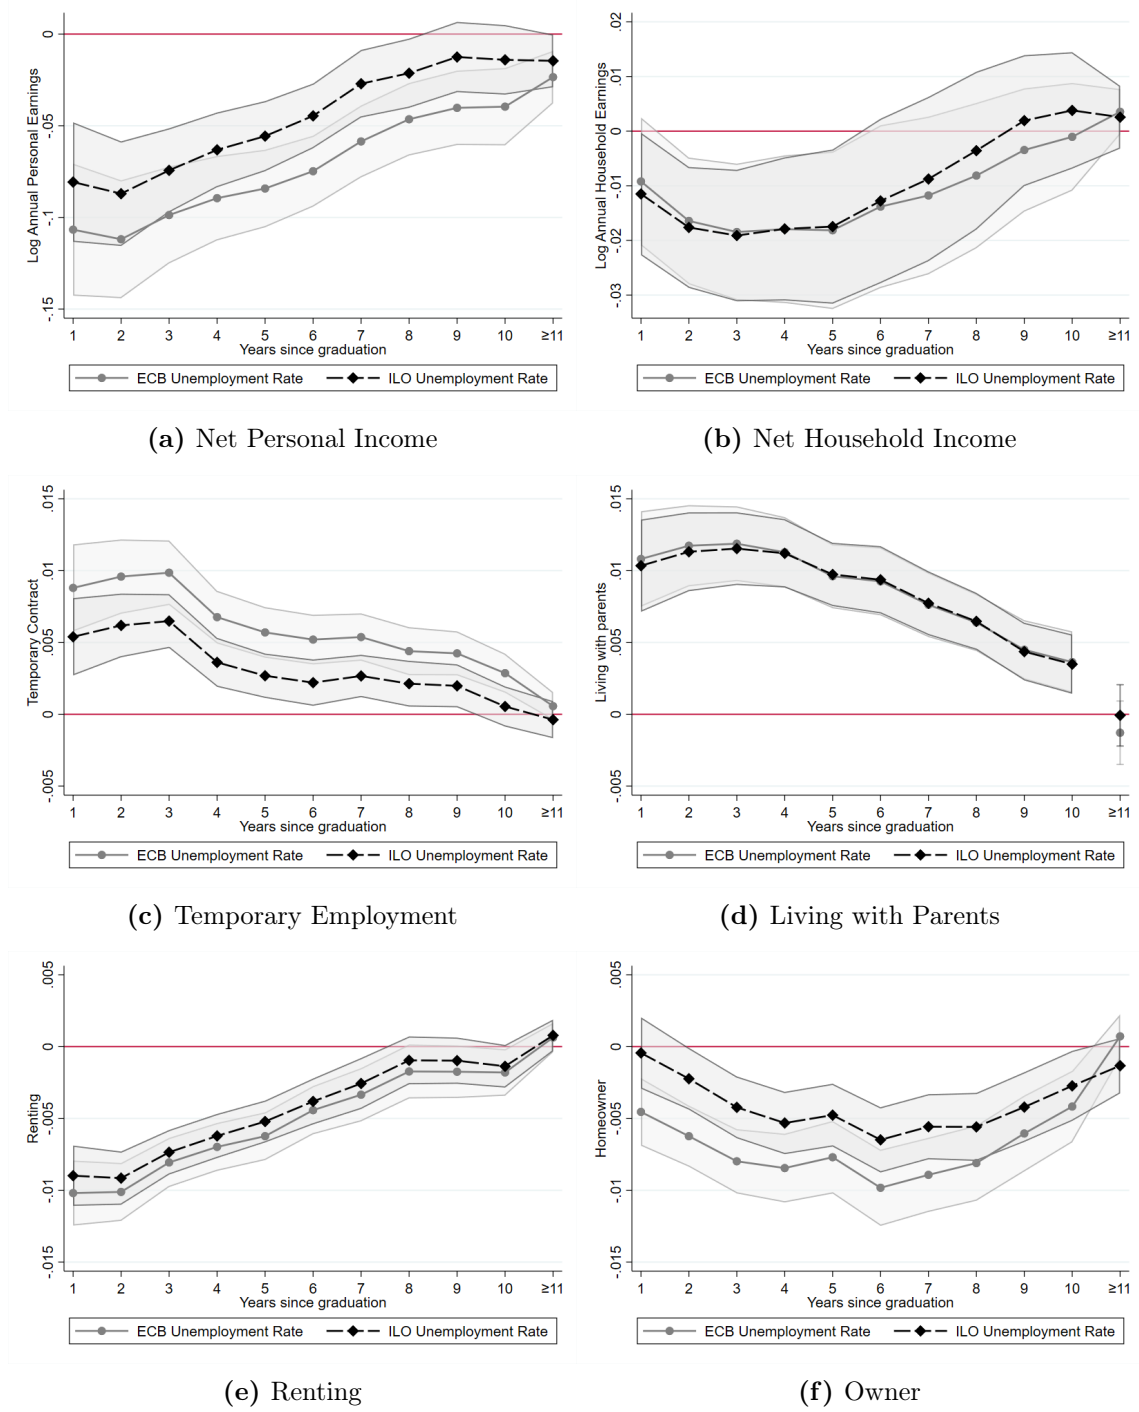 Log Annual Personal Earnings
0
-.05
-.1
-.15
1 2 3 4 5 6 7 8 9 10 ≥11
Years since graduation
ECB Unemployment Rate ILO Unemployment Rate
(a) Net Personal Income
Log Annual Household Earnings
.02
.01
0
-.01
-.02
-.03
1 2 3 4 5 6 7 8 9 10 ≥11
Years since graduation
ECB Unemployment Rate ILO Unemployment Rate
(b) Net Household Income
Temporary Contract
.015
.01
.005
0
-.005
1 2 3 4 5 6 7 8 9 10 ≥11
Years since graduation
ECB Unemployment Rate ILO Unemployment Rate
(c) Temporary Employment
Living with parents
.015
.01
.005
0
-.005
1 2 3 4 5 6 7 8 9 10 ≥11
Years since graduation
ECB Unemployment Rate ILO Unemployment Rate
(d) Living with Parents
Renting
.005
0
-.005
-.01
-.015
1 2 3 4 5 6 7 8 9 10 ≥11
Years since graduation
ECB Unemployment Rate ILO Unemployment Rate
(e) Renting
Homeowner
.005
0
-.005
-.01
-.015
1 2 3 4 5 6 7 8 9 10 ≥11
Years since graduation
ECB Unemployment Rate ILO Unemployment Rate
(f) Owner